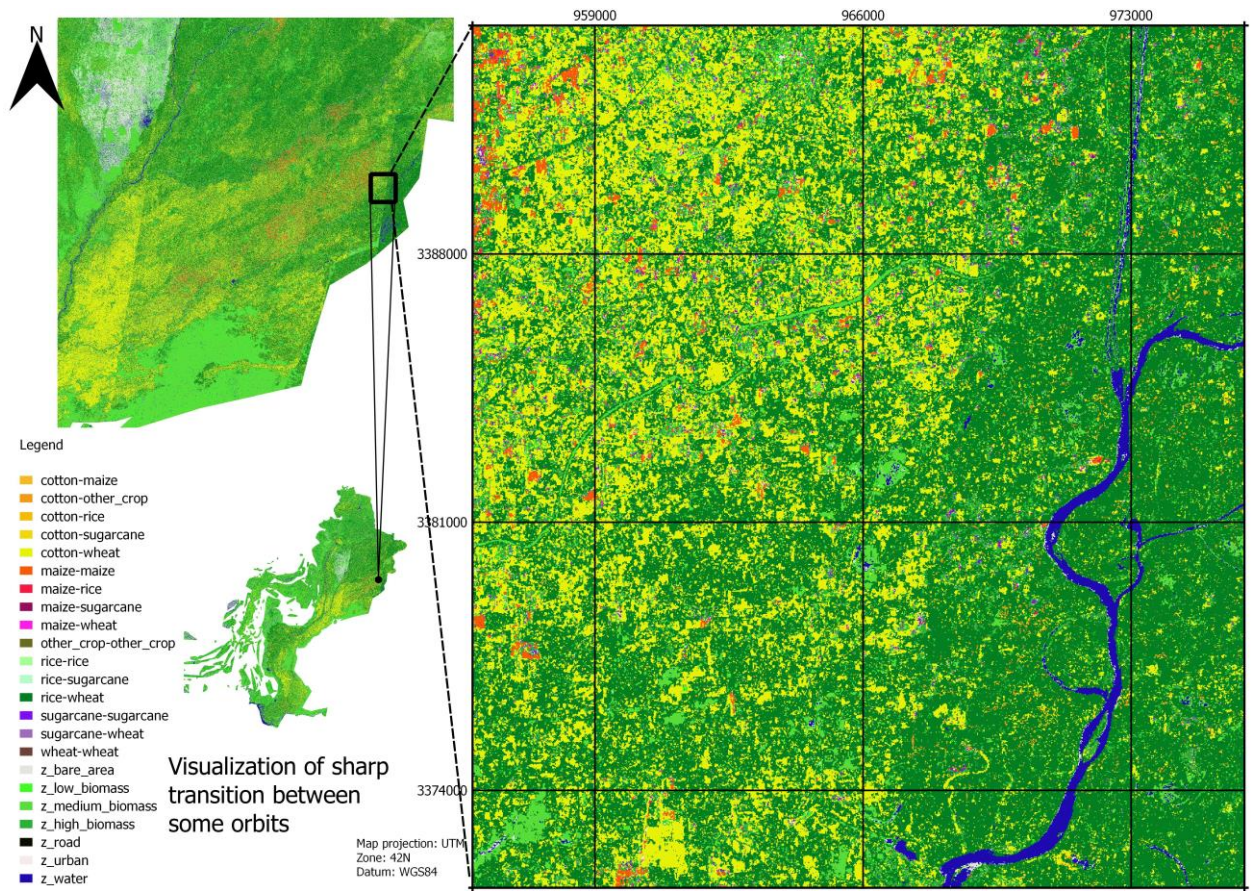 N
959000
966000
973000
3388000
3381000
3374000
Legend
cotton-maize
cotton-other_crop
cotton-rice
cotton-sugarcane
cotton-wheat
maize-maize
maize-rice
maize-sugarcane
maize-wheat
other_crop-other_crop
rice-rice
rice-sugarcane
rice-wheat
sugarcane-sugarcane
sugarcane-wheat
wheat-wheat
z_bare_area
z_low_biomass
z_medium_biomass
z_high_biomass
z_road
z_urban
z_water
Visualization of sharp
transition between
some orbits
Map projection: UTM
Zone: 42N
Datum: WGS84